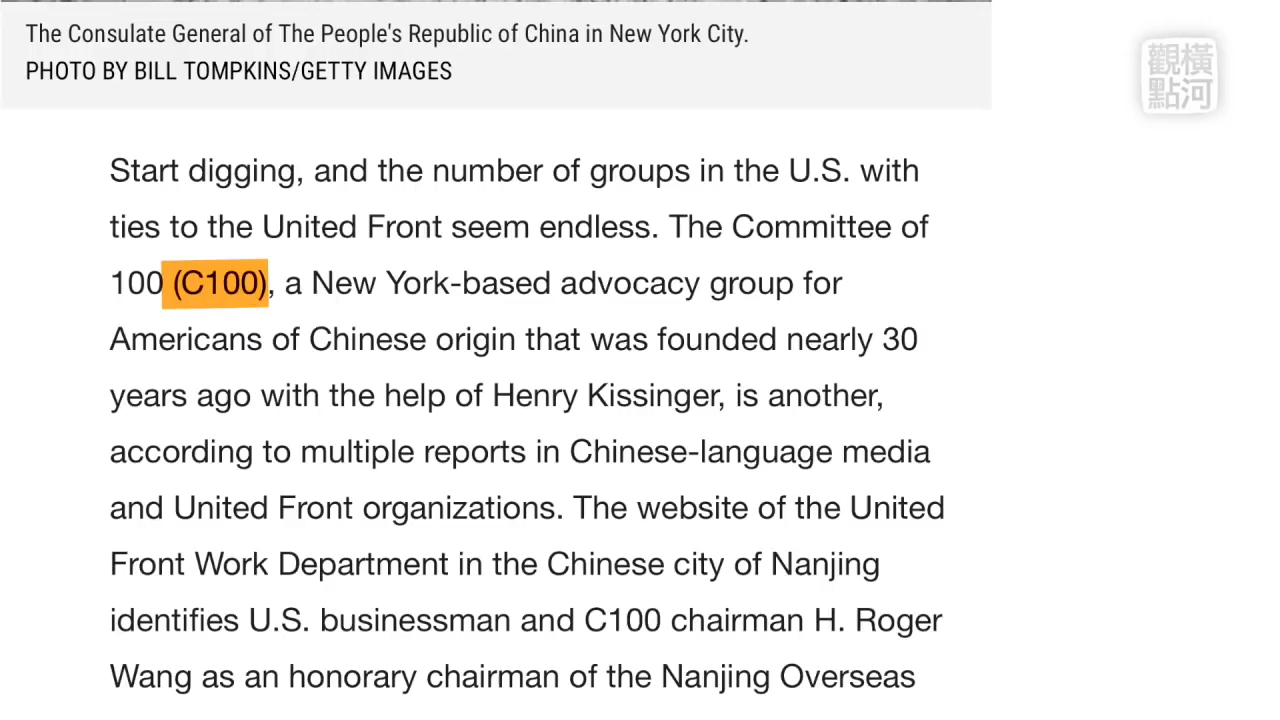 The Consulate General of The People's Republic of China in New York City.
PHOTO BY BILL TOMPKINS/GETTY IMAGES
橫河
觀點
Start digging, and the number of groups in the U.S. with
ties to the United Front seem endless. The Committee of
100 (C100), a New York-based advocacy group for
Americans of Chinese origin that was founded nearly 30
years ago with the help of Henry Kissinger, is another,
according to multiple reports in Chinese-language media
and United Front organizations. The website of the United
Front Work Department in the Chinese city of Nanjing
identifies U.S. businessman and C100 chairman H. Roger
Wang as an honorary chairman of the Nanjing Overseas